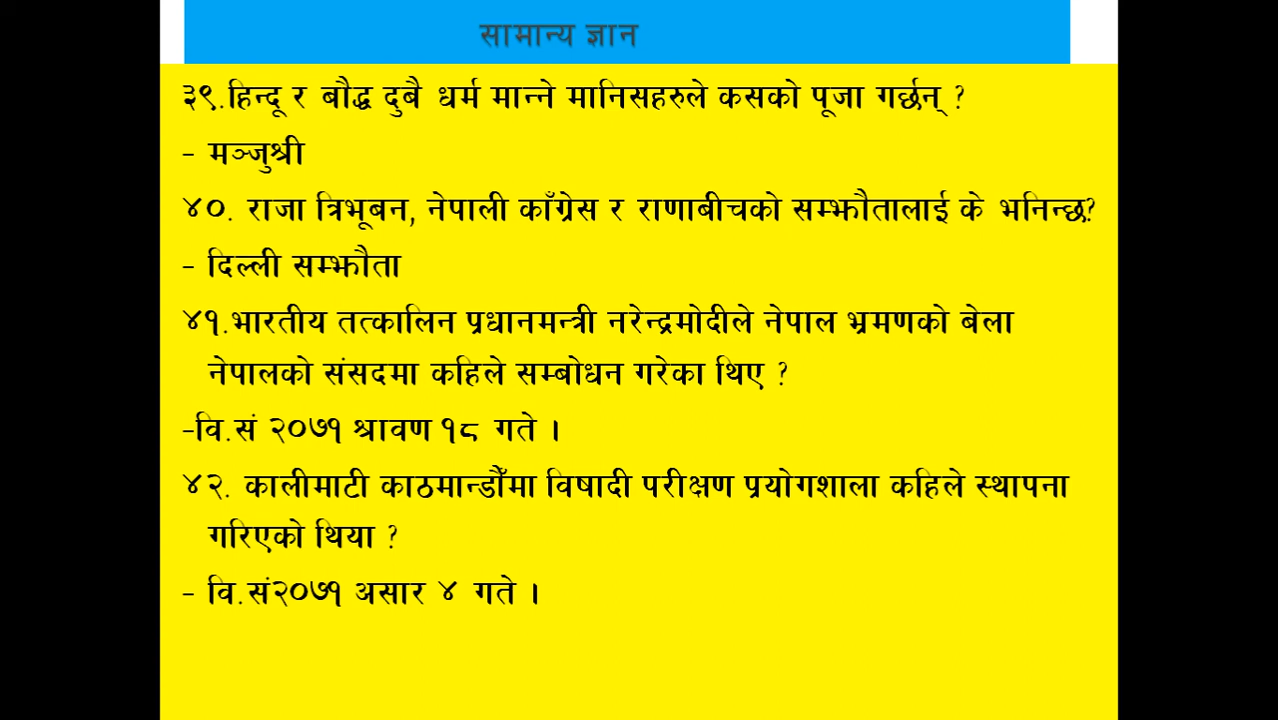 सामान्य ज्ञान
३९.हिन्दू र बौद्ध दुबै धर्म मान्ने मानिसहरुले कसको पूजा गर्छन् ?
- मञ्जुश्री
४०. राजा त्रिभूबन, नेपाली काँग्रेस र राणाबीचको सम्झौतालाई के भनिन्छ?
- दिल्ली सम्झौता
४१.भारतीय तत्कालिन प्रधानमन्त्री नरेन्द्रमोदीले नेपाल भ्रमणको बेला
नेपालको संसदमा कहिले सम्बोधन गरेका थिए ?
-वि.सं २०७१ श्रावण १८ गते ।
४२. कालीमाटी काठमान्डौँमा विषादी परीक्षण प्रयोगशाला कहिले स्थापना
गरिएको थिया ?
- वि.सं२०७१ असार ४ गते ।